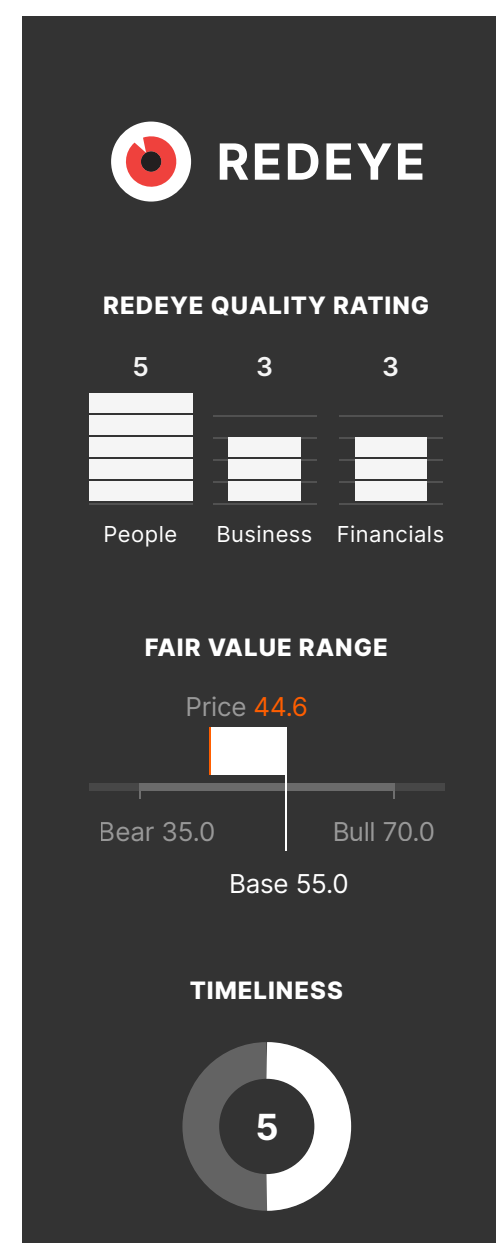 REDEYE
REDEYE QUALITY RATING
5 3 3
People Business Financials
FAIR VALUE RANGE
Price 44.6
Bear 35.0 Bull 70.0
Base 55.0
TIMELINESS
5